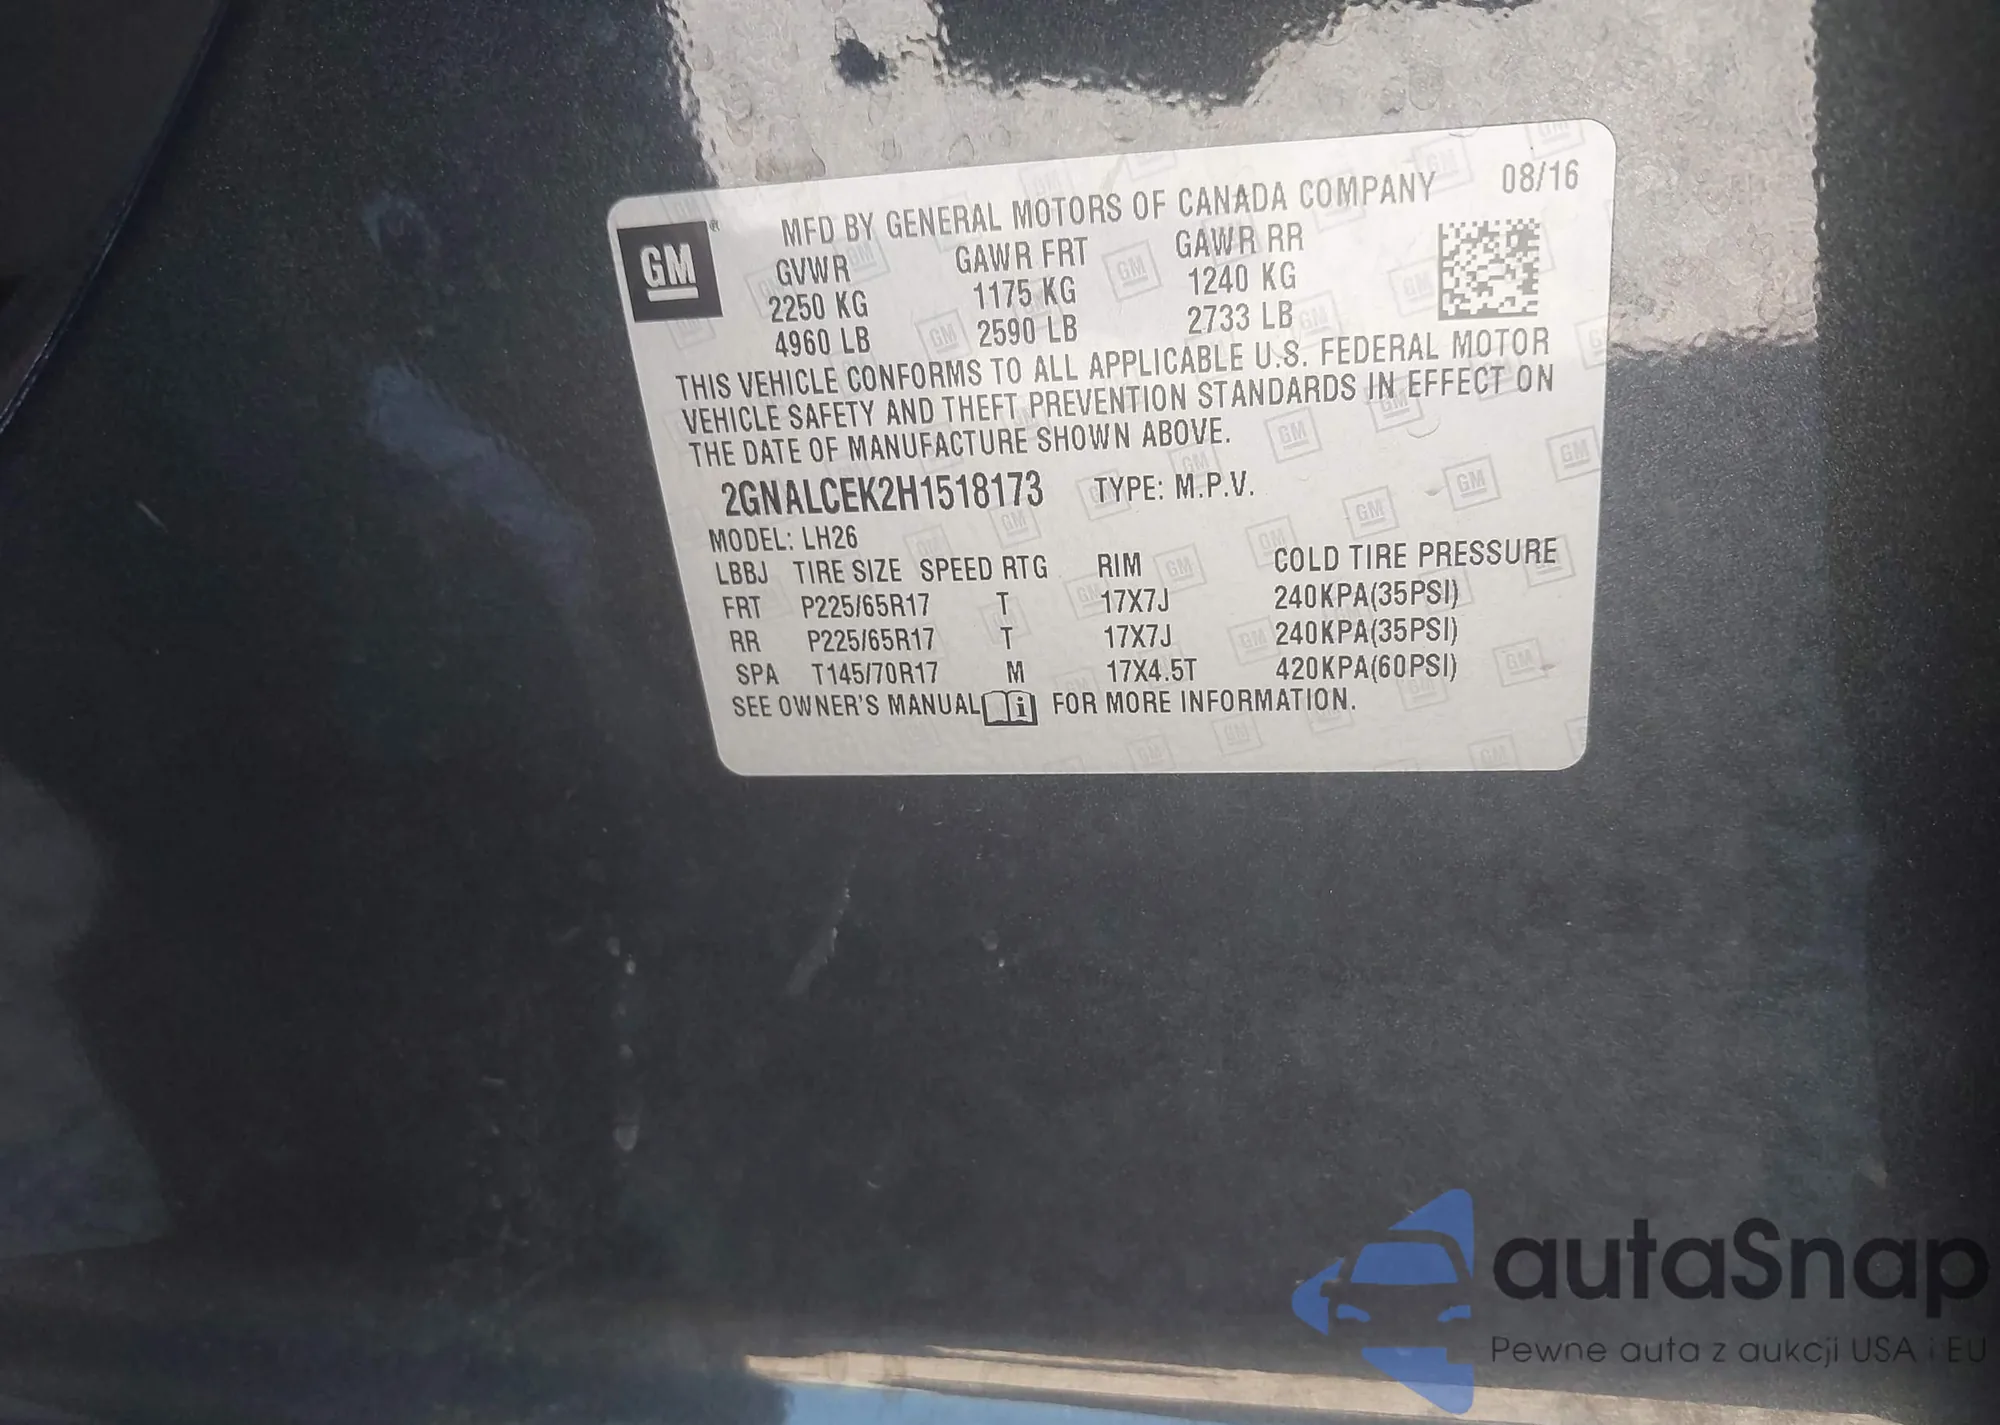 GM ®
MFD BY GENERAL MOTORS OF CANADA COMPANY 08/16
GVWR GAWR FRT GAWR RR
2250 KG 1175 KG 1240 KG
4960 LB 2590 LB 2733 LB
THIS VEHICLE CONFORMS TO ALL APPLICABLE U.S. FEDERAL MOTOR
VEHICLE SAFETY AND THEFT PREVENTION STANDARDS IN EFFECT ON
THE DATE OF MANUFACTURE SHOWN ABOVE.
2GNALCEK2H1518173 TYPE: M.P.V.
MODEL: LH26
LBBJ TIRE SIZE SPEED RTG RIM COLD TIRE PRESSURE
FRT P225/65R17 T 17X7J 240KPA(35PSI)
RR P225/65R17 T 17X7J 240KPA(35PSI)
SPA T145/70R17 M 17X4.5T 420KPA(60PSI)
SEE OWNER'S MANUAL i FOR MORE INFORMATION.
autaSnap
Pewne auta z aukcji USA i EU